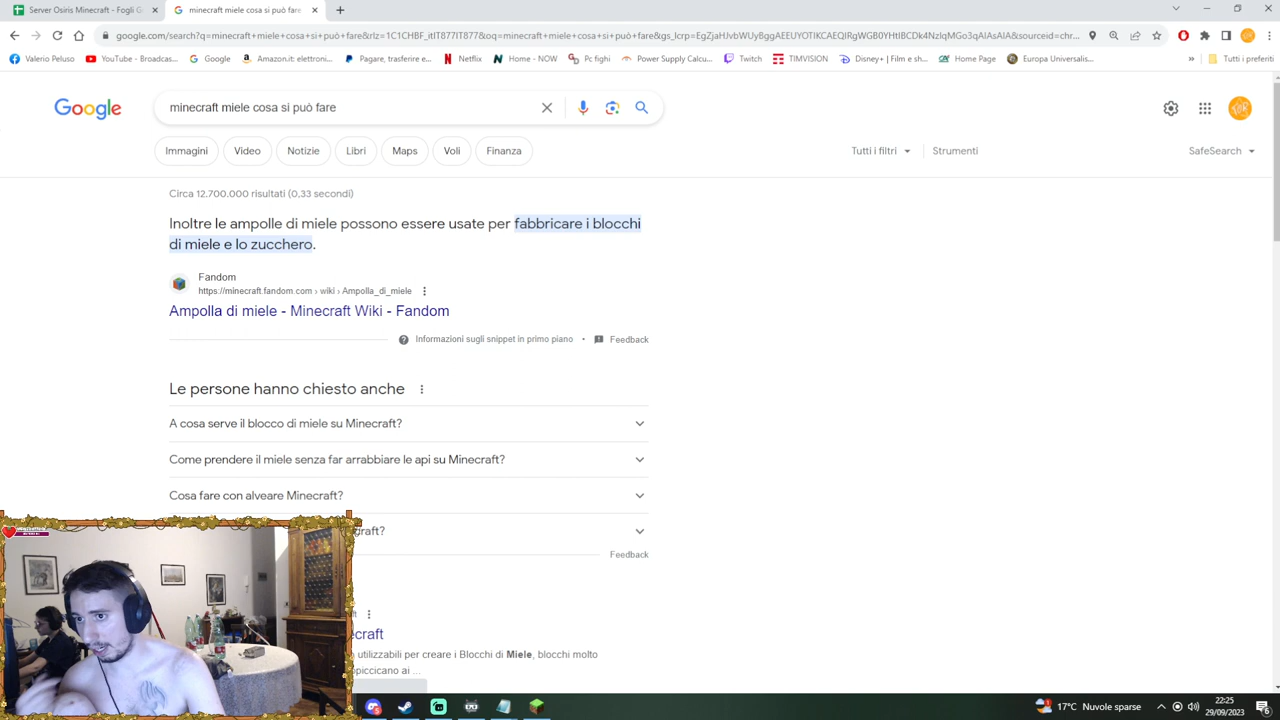 Server Osiris Minecraft - Fogli G
minecraft miele cosa si può fare
google.com/search?q=minecraft+miele+cosa+si+può+fare&rlz=1C1CHBF_itIT877IT877&oq=minecraft+miele+cosa+si+può+fare&gs_lcrp=EgZjaHJvbWUyBggAEEUYOTIKCAEQIRgWGB0YHtIBCDk4NzlqMGo3qAIAsAIA&sourceid=chr...
Valerio Peluso
YouTube - Broadcas...
Google
Amazon.it: elettroni...
Pagare, trasferire e...
Netflix
Home - NOW
Pc fighi
Power Supply Calcu...
Twitch
TIMVISION
Disney+ | Film e sh...
Home Page
Europa Universalis...
»
Tutti i preferiti
Google
minecraft miele cosa si può fare
Immagini
Video
Notizie
Libri
Maps
Voli
Finanza
Tutti i filtri
Strumenti
SafeSearch
Circa 12.700.000 risultati (0,33 secondi)
Inoltre le ampolle di miele possono essere usate per fabbricare i blocchi
di miele e lo zucchero.
Fandom
https://minecraft.fandom.com › wiki › Ampolla_di_miele
Ampolla di miele - Minecraft Wiki - Fandom
Informazioni sugli snippet in primo piano
•
Feedback
Le persone hanno chiesto anche
A cosa serve il blocco di miele su Minecraft?
Come prendere il miele senza far arrabbiare le api su Minecraft?
Cosa fare con alveare Minecraft?
graft?
Feedback
ecraft
utilizzabili per creare i Blocchi di Miele, blocchi molto
opiccicano ai ...
17°C Nuvole sparse
22:25
29/09/2023
6